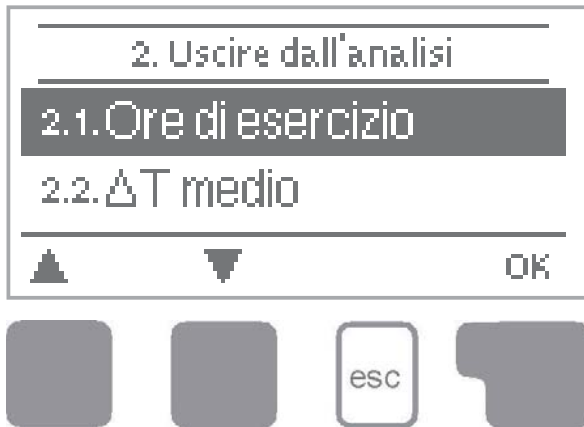 2. Uscire dall'analisi
2.1. Ore di esercizio
2.2. ΔT medio
▲ ▼ OK
esc